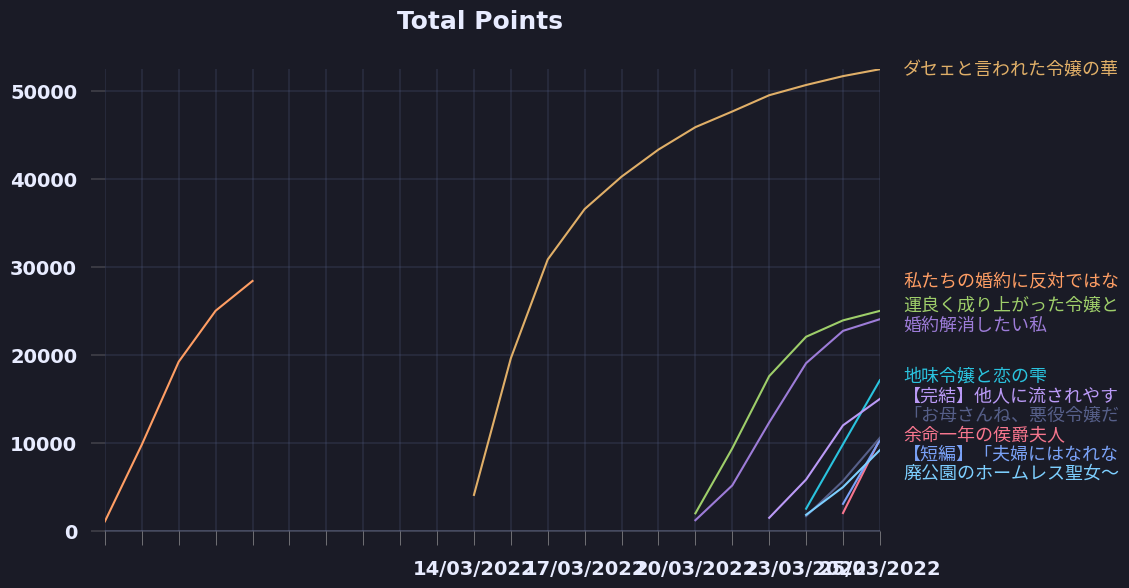 Total Points
50000
40000
30000
20000
10000
0
14/03/2022
17/03/2022
20/03/2022
23/03/2022
25/03/2022
ダセェと言われた令嬢の華
私たちの婚約に反対ではな
運良く成り上がった令嬢と
婚約解消したい私
地味令嬢と恋の雫
【完結】他人に流されやす
「お母さんね、悪役令嬢だ
余命一年の侯爵夫人
【短編】「夫婦にはなれな
廃公園のホームレス聖女～